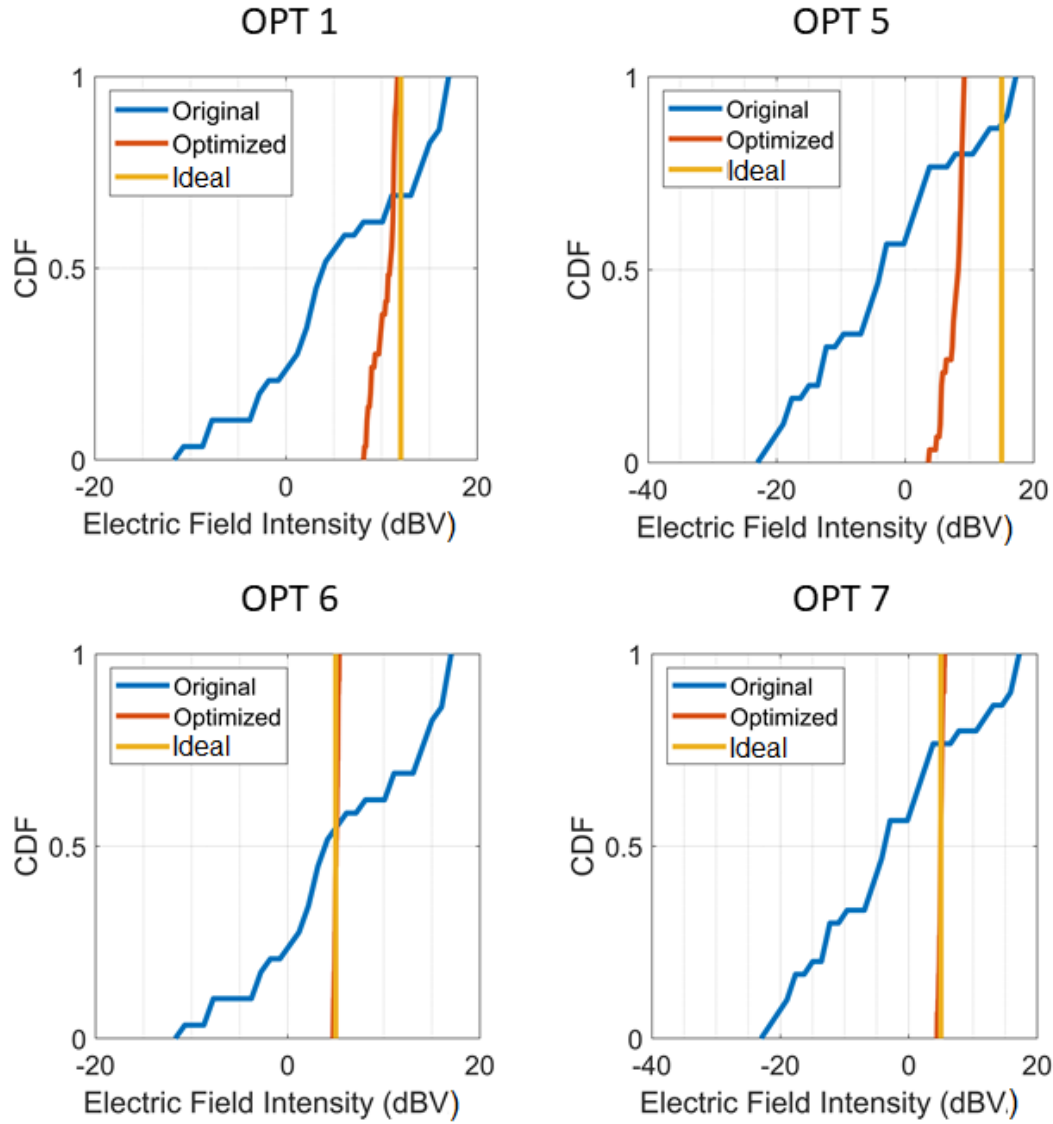 OPT 1
1
Original
Optimized
Ideal
CDF
0.5
0
-20
0
20
Electric Field Intensity (dBV)
OPT 5
1
Original
Optimized
Ideal
CDF
0.5
0
-40
-20
0
20
Electric Field Intensity (dBV)
OPT 6
1
Original
Optimized
Ideal
CDF
0.5
0
-20
0
20
Electric Field Intensity (dBV)
OPT 7
1
Original
Optimized
Ideal
CDF
0.5
0
-40
-20
0
20
Electric Field Intensity (dBV.)